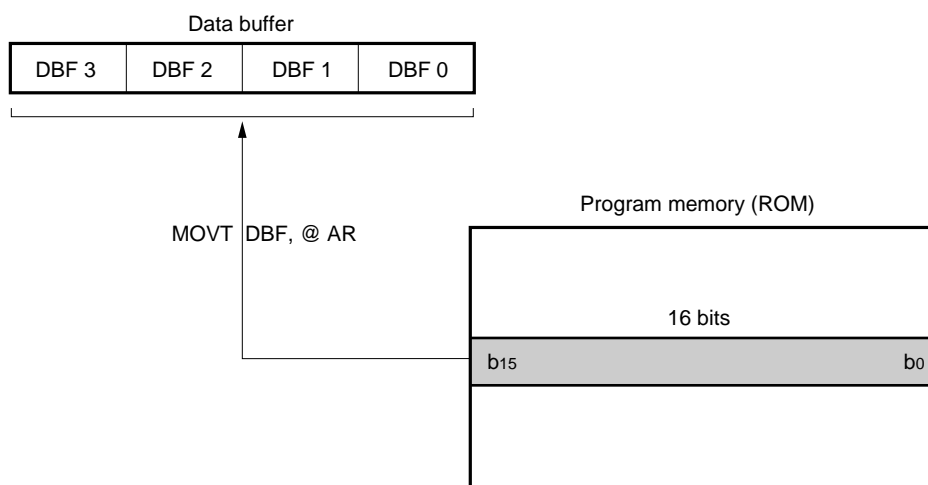 Data buffer
DBF 3 DBF 2 DBF 1 DBF 0
Program memory (ROM)
MOVT DBF, @ AR
16 bits
b15 b0